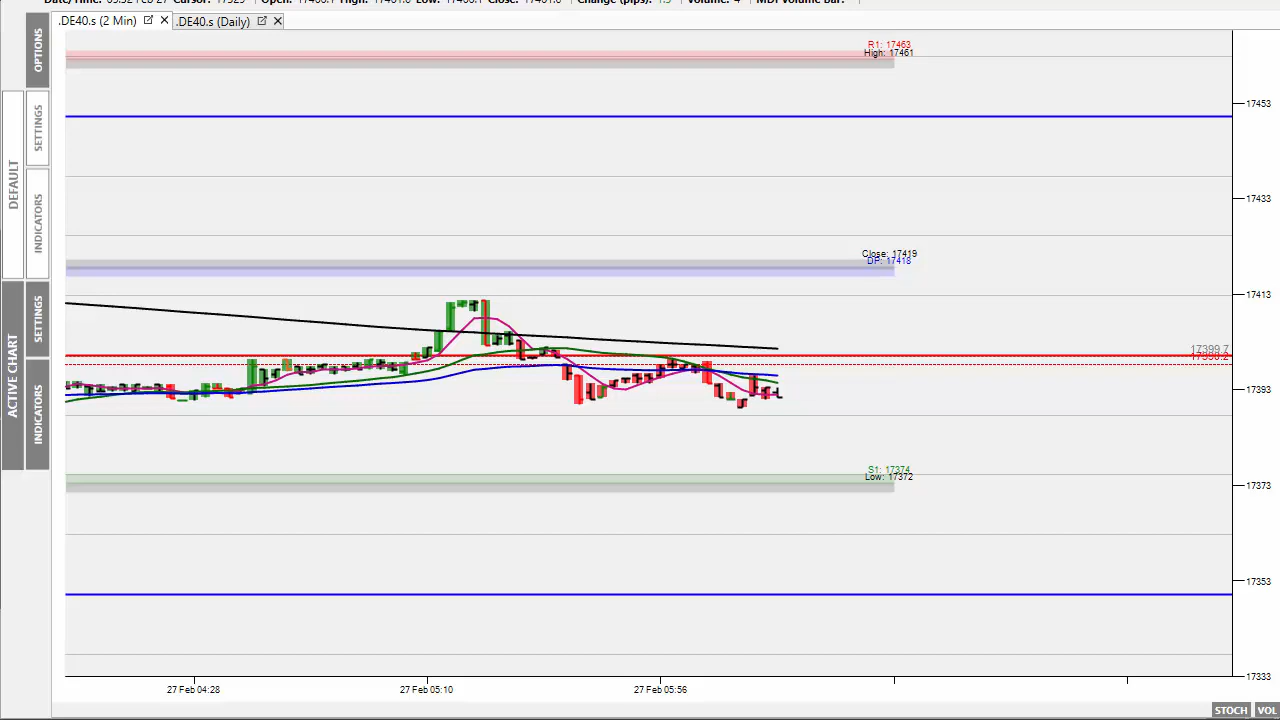 .DE40.s (2 Min)
.DE40.s (Daily)
OPTIONS
SETTINGS
DEFAULT
INDICATORS
SETTINGS
ACTIVE CHART
INDICATORS
R1: 17463
High: 17461
17453
17433
Close: 17419
DP: 17418
17413
17399.7
17393
S1: 17374
Low: 17372
17373
17353
17333
27 Feb 04:28
27 Feb 05:10
27 Feb 05:56
STOCH
VOL